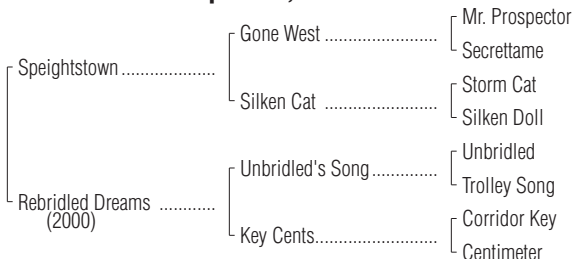 Mr. Prospector
Gone West ........................
Secrettame
Speightstown ....................
Storm Cat
Silken Cat ........................
Silken Doll
Unbridled
Unbridled's Song ..............
Trolley Song
Rebridled Dreams ............
(2000)
Corridor Key
Key Cents..........................
Centimeter